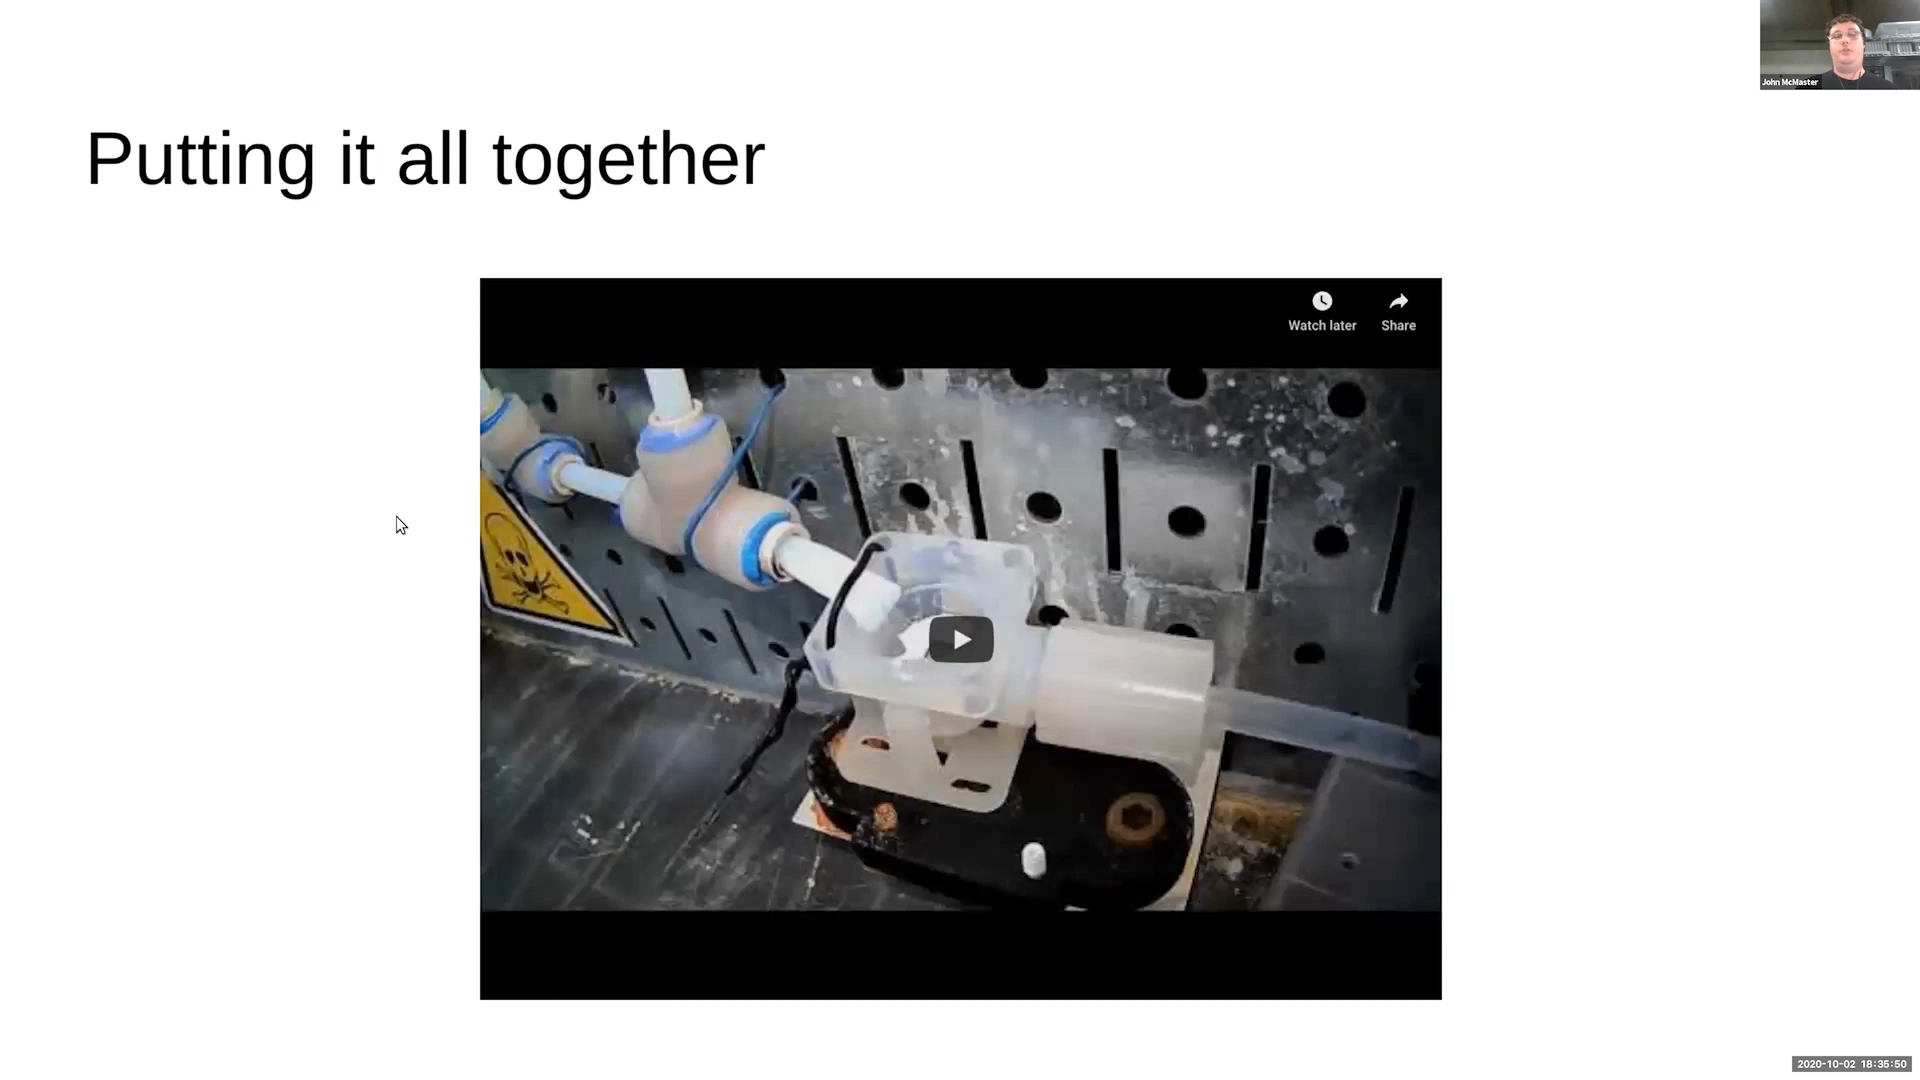 John McMaster
Putting it all together
Watch later
Share
2020-10-02 18:35:50